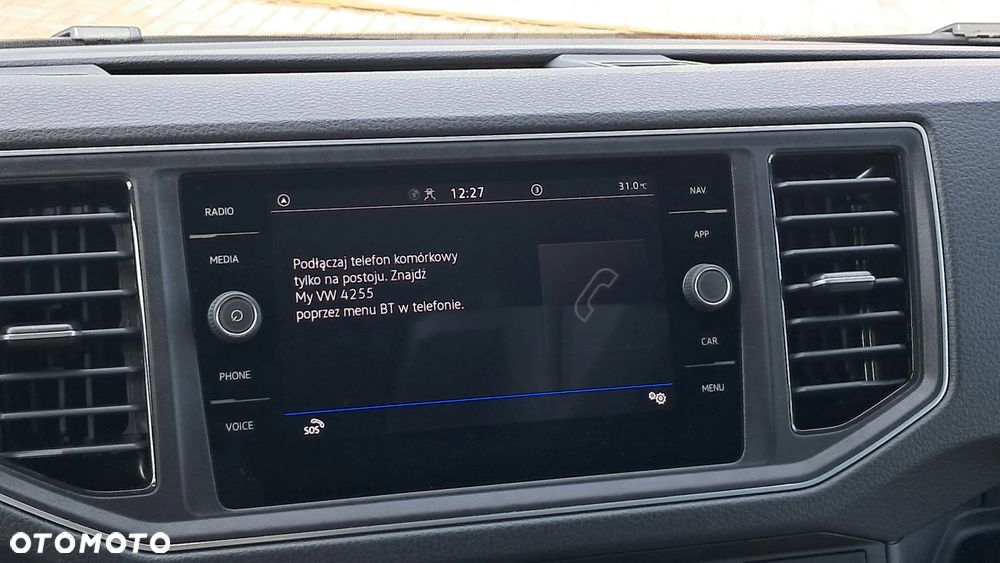 RADIO
MEDIA
PHONE
VOICE
12:27
3
31.0°C
Podłączaj telefon komórkowy
tylko na postoju. Znajdź
My VW 4255
poprzez menu BT w telefonie.
SOS
NAV
APP
CAR
MENU
OTOMOTO